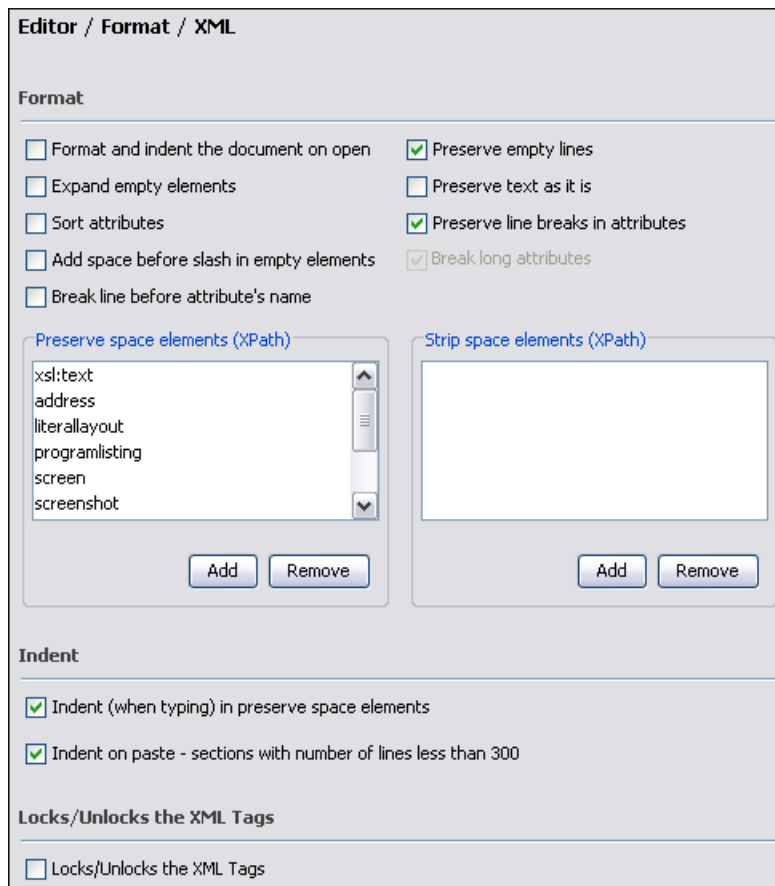 Editor / Format / XML
Format
Format and indent the document on open
Preserve empty lines
Expand empty elements
Preserve text as it is
Sort attributes
Preserve line breaks in attributes
Add space before slash in empty elements
Break long attributes
Break line before attribute's name
Preserve space elements (XPath)
xsl:text
address
literallayout
programlisting
screen
screenshot
Add
Remove
Strip space elements (XPath)
Add
Remove
Indent
Indent (when typing) in preserve space elements
Indent on paste - sections with number of lines less than 300
Locks/Unlocks the XML Tags
Locks/Unlocks the XML Tags